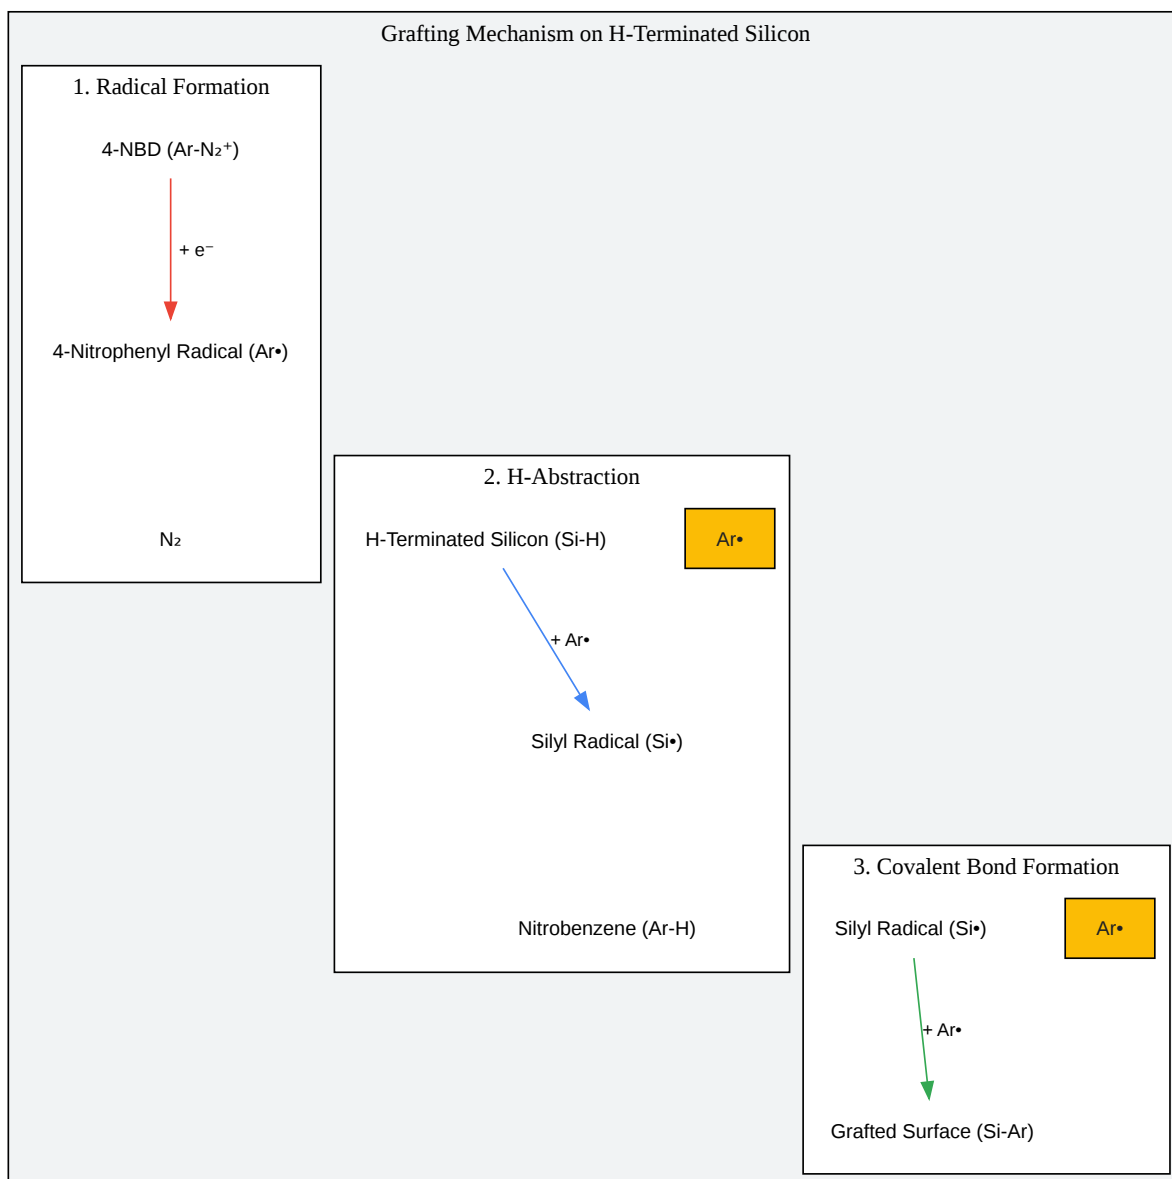 Grafting Mechanism on H-Terminated Silicon
1. Radical Formation
4-NBD (Ar-N₂⁺)
+ e⁻
4-Nitrophenyl Radical (Ar•)
N₂
2. H-Abstraction
H-Terminated Silicon (Si-H)
Ar•
+ Ar•
Silyl Radical (Si•)
Nitrobenzene (Ar-H)
3. Covalent Bond Formation
Silyl Radical (Si•)
Ar•
+ Ar•
Grafted Surface (Si-Ar)